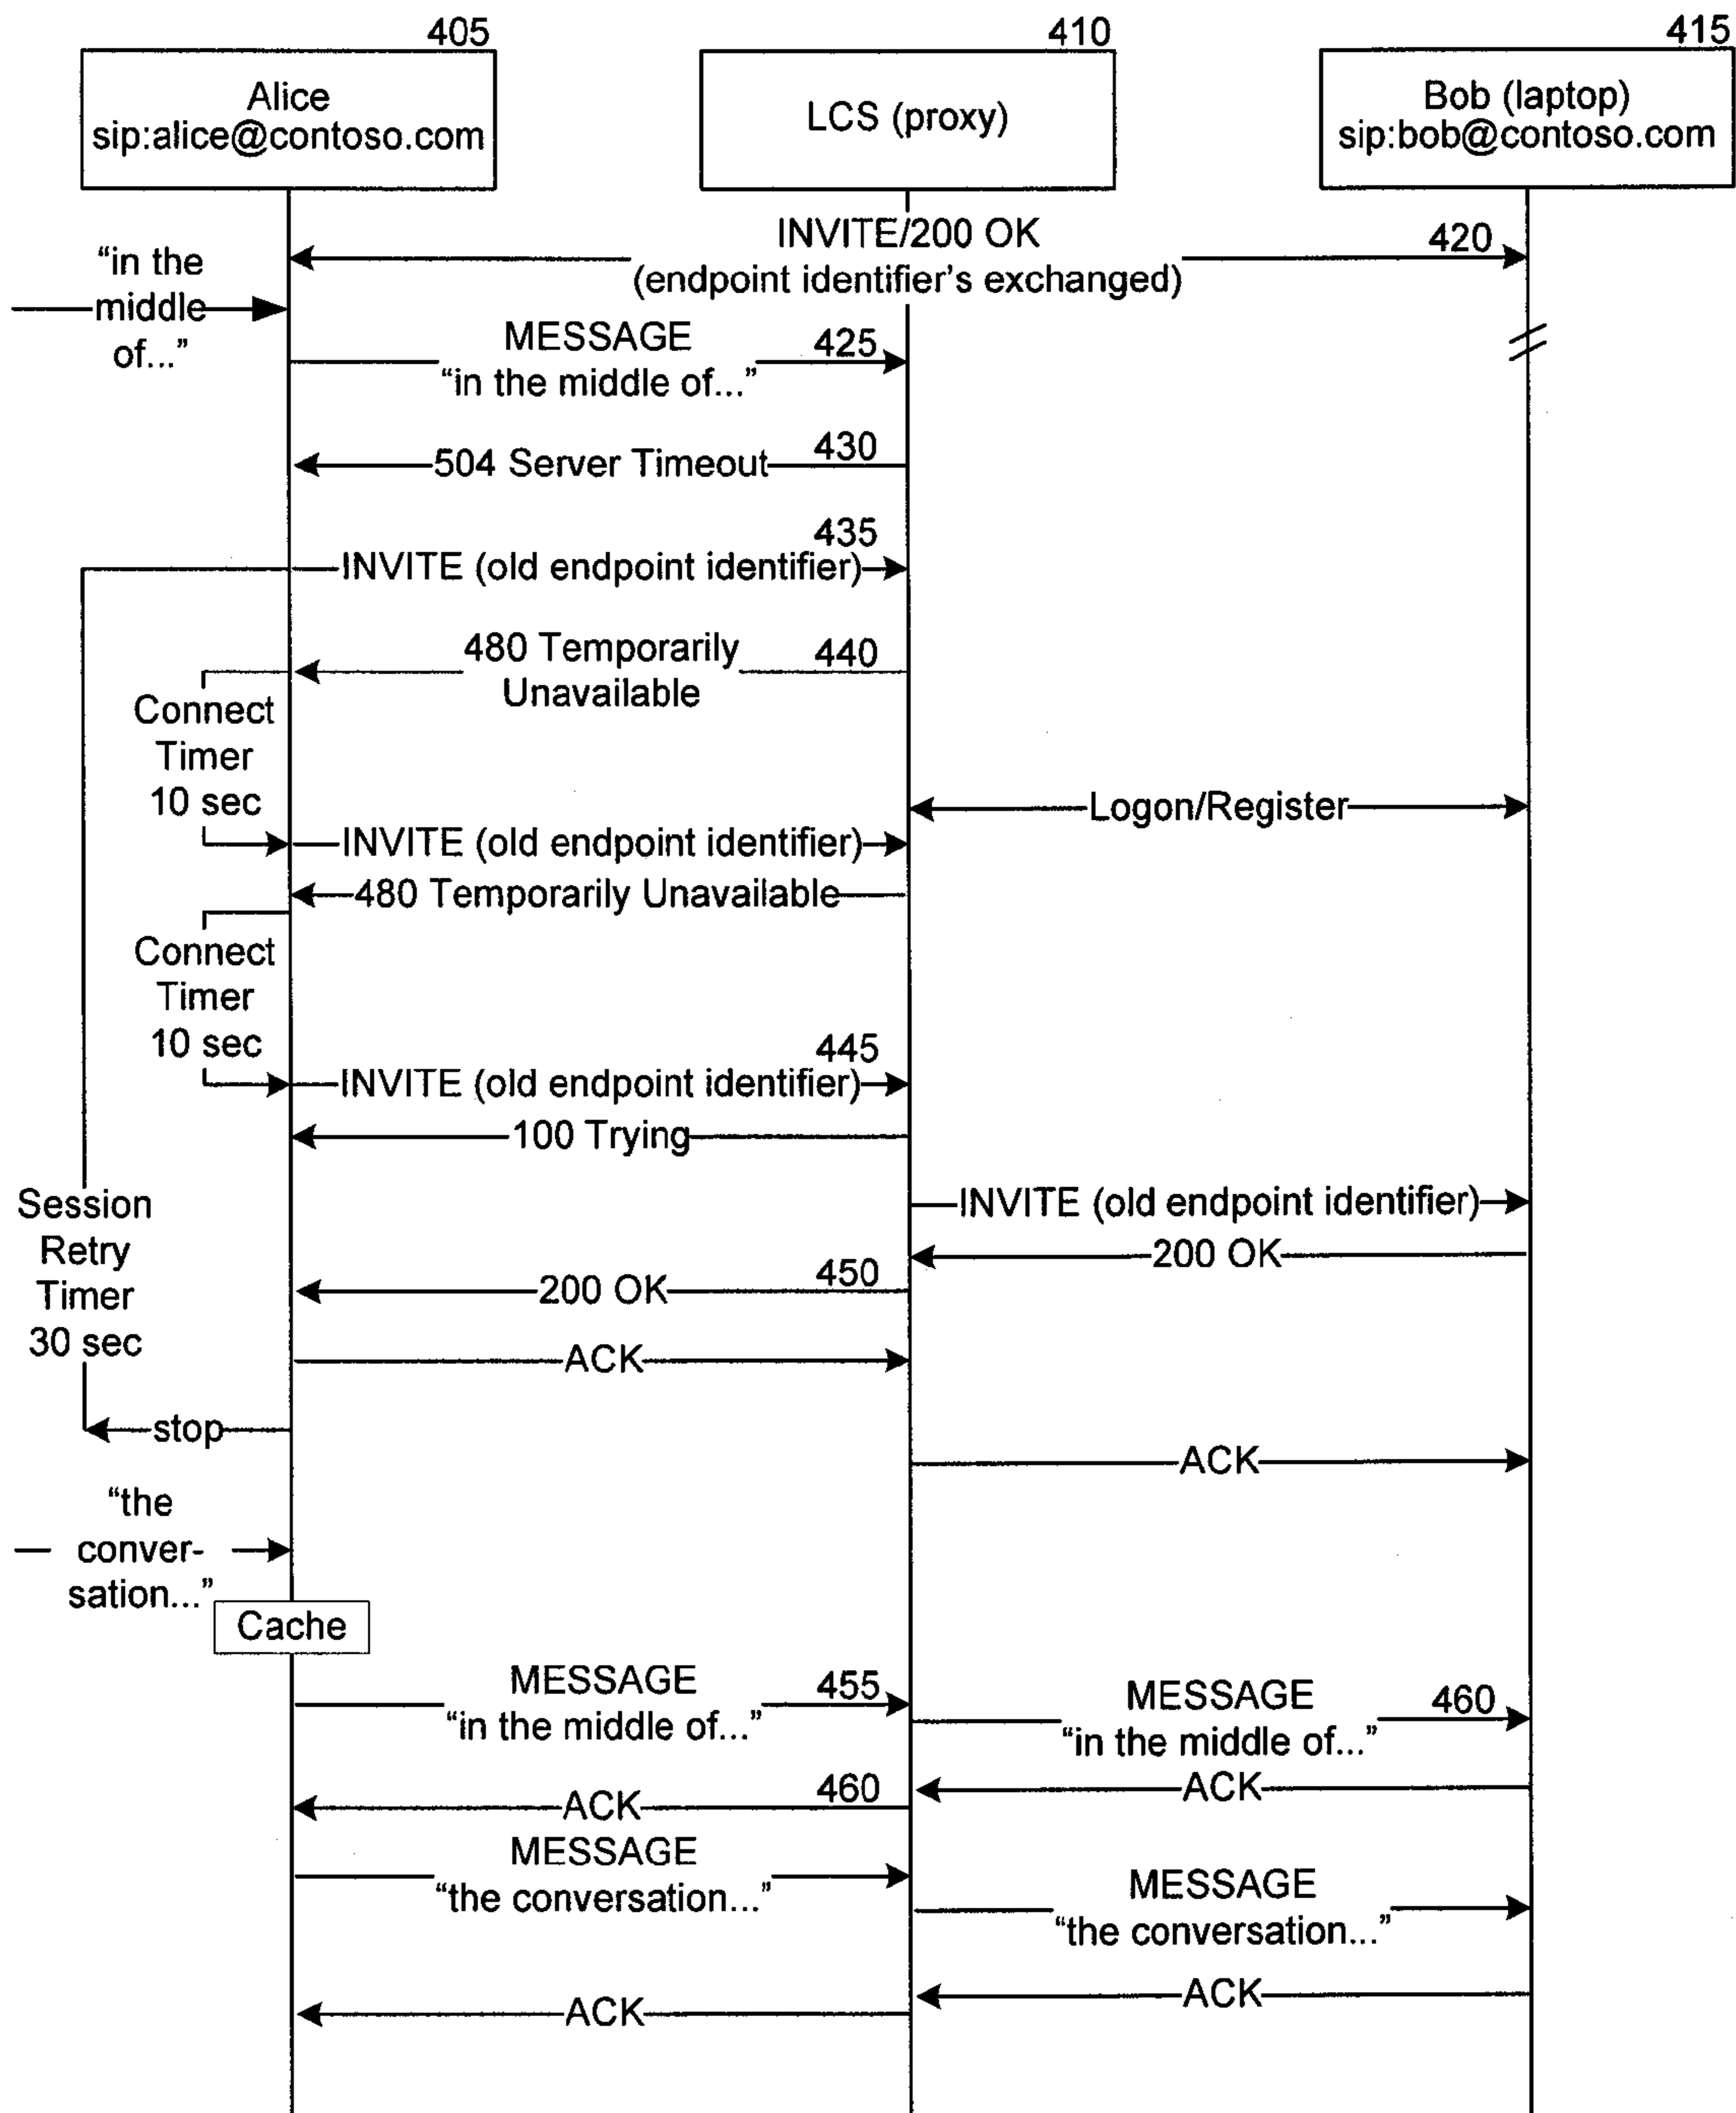 405
410
415
Alice
sip:alice@contoso.com
LCS (proxy)
Bob (laptop)
sip:bob@contoso.com
INVITE/200 OK
420
(endpoint identifier's exchanged)
“in the
middle
of...”
MESSAGE
425
“in the middle of...”
504 Server Timeout
430
435
INVITE (old endpoint identifier)
480 Temporarily
Unavailable
440
Connect
Timer
10 sec
Logon/Register
INVITE (old endpoint identifier)
480 Temporarily Unavailable
Connect
Timer
10 sec
445
INVITE (old endpoint identifier)
100 Trying
Session
Retry
Timer
30 sec
INVITE (old endpoint identifier)
200 OK
200 OK
450
ACK
stop
ACK
“the
conver-
sation...”
Cache
MESSAGE
455
“in the middle of...”
MESSAGE
460
“in the middle of...”
ACK
ACK
460
MESSAGE
“the conversation...”
MESSAGE
“the conversation...”
ACK
ACK